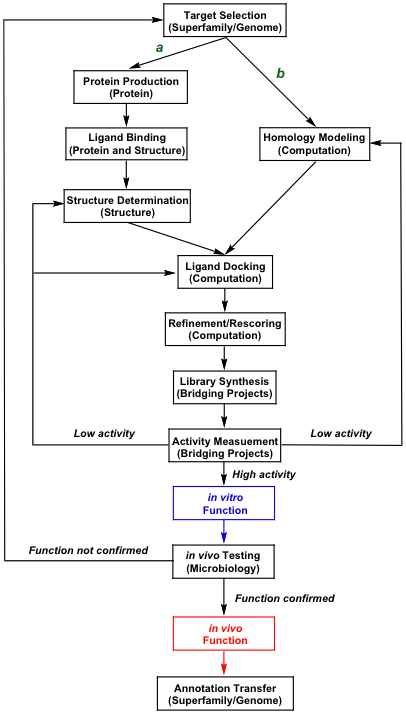 Target Selection
(Superfamily/Genome)
a
b
Protein Production
(Protein)
Ligand Binding
(Protein and Structure)
Homology Modeling
(Computation)
Structure Determination
(Structure)
Ligand Docking
(Computation)
Refinement/Rescoring
(Computation)
Library Synthesis
(Bridging Projects)
Low activity
Activity Measuement
(Bridging Projects)
Low activity
High activity
in vitro
Function
Function not confirmed
in vivo Testing
(Microbiology)
Function confirmed
in vivo
Function
Annotation Transfer
(Superfamily/Genome)